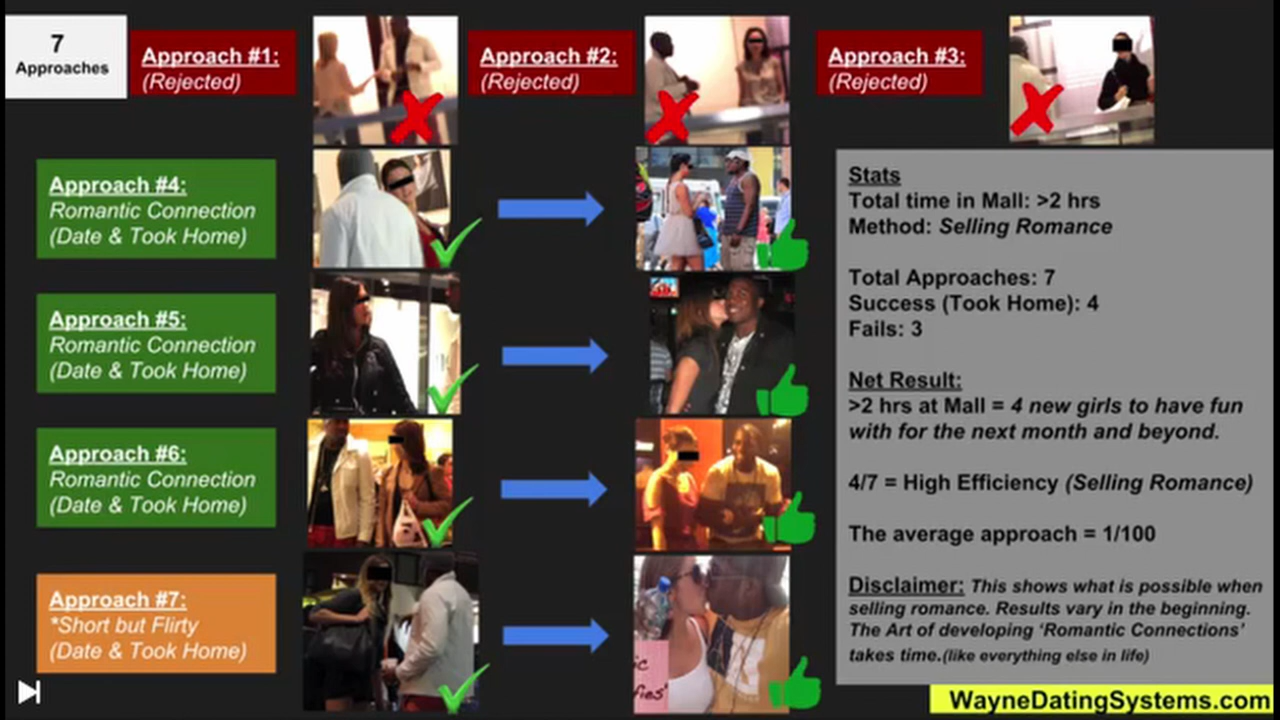 7
Approaches
Approach #1:
(Rejected)
Approach #2:
(Rejected)
Approach #3:
(Rejected)
Approach #4:
Romantic Connection
(Date & Took Home)
Approach #5:
Romantic Connection
(Date & Took Home)
Approach #6:
Romantic Connection
(Date & Took Home)
Approach #7:
*Short but Flirty
(Date & Took Home)
Stats
Total time in Mall: >2 hrs
Method: Selling Romance
Total Approaches: 7
Success (Took Home): 4
Fails: 3
Net Result:
>2 hrs at Mall = 4 new girls to have fun
with for the next month and beyond.
4/7 = High Efficiency (Selling Romance)
The average approach = 1/100
Disclaimer: This shows what is possible when
selling romance. Results vary in the beginning.
The Art of developing ‘Romantic Connections’
takes time.(like everything else in life)
WayneDatingSystems.com